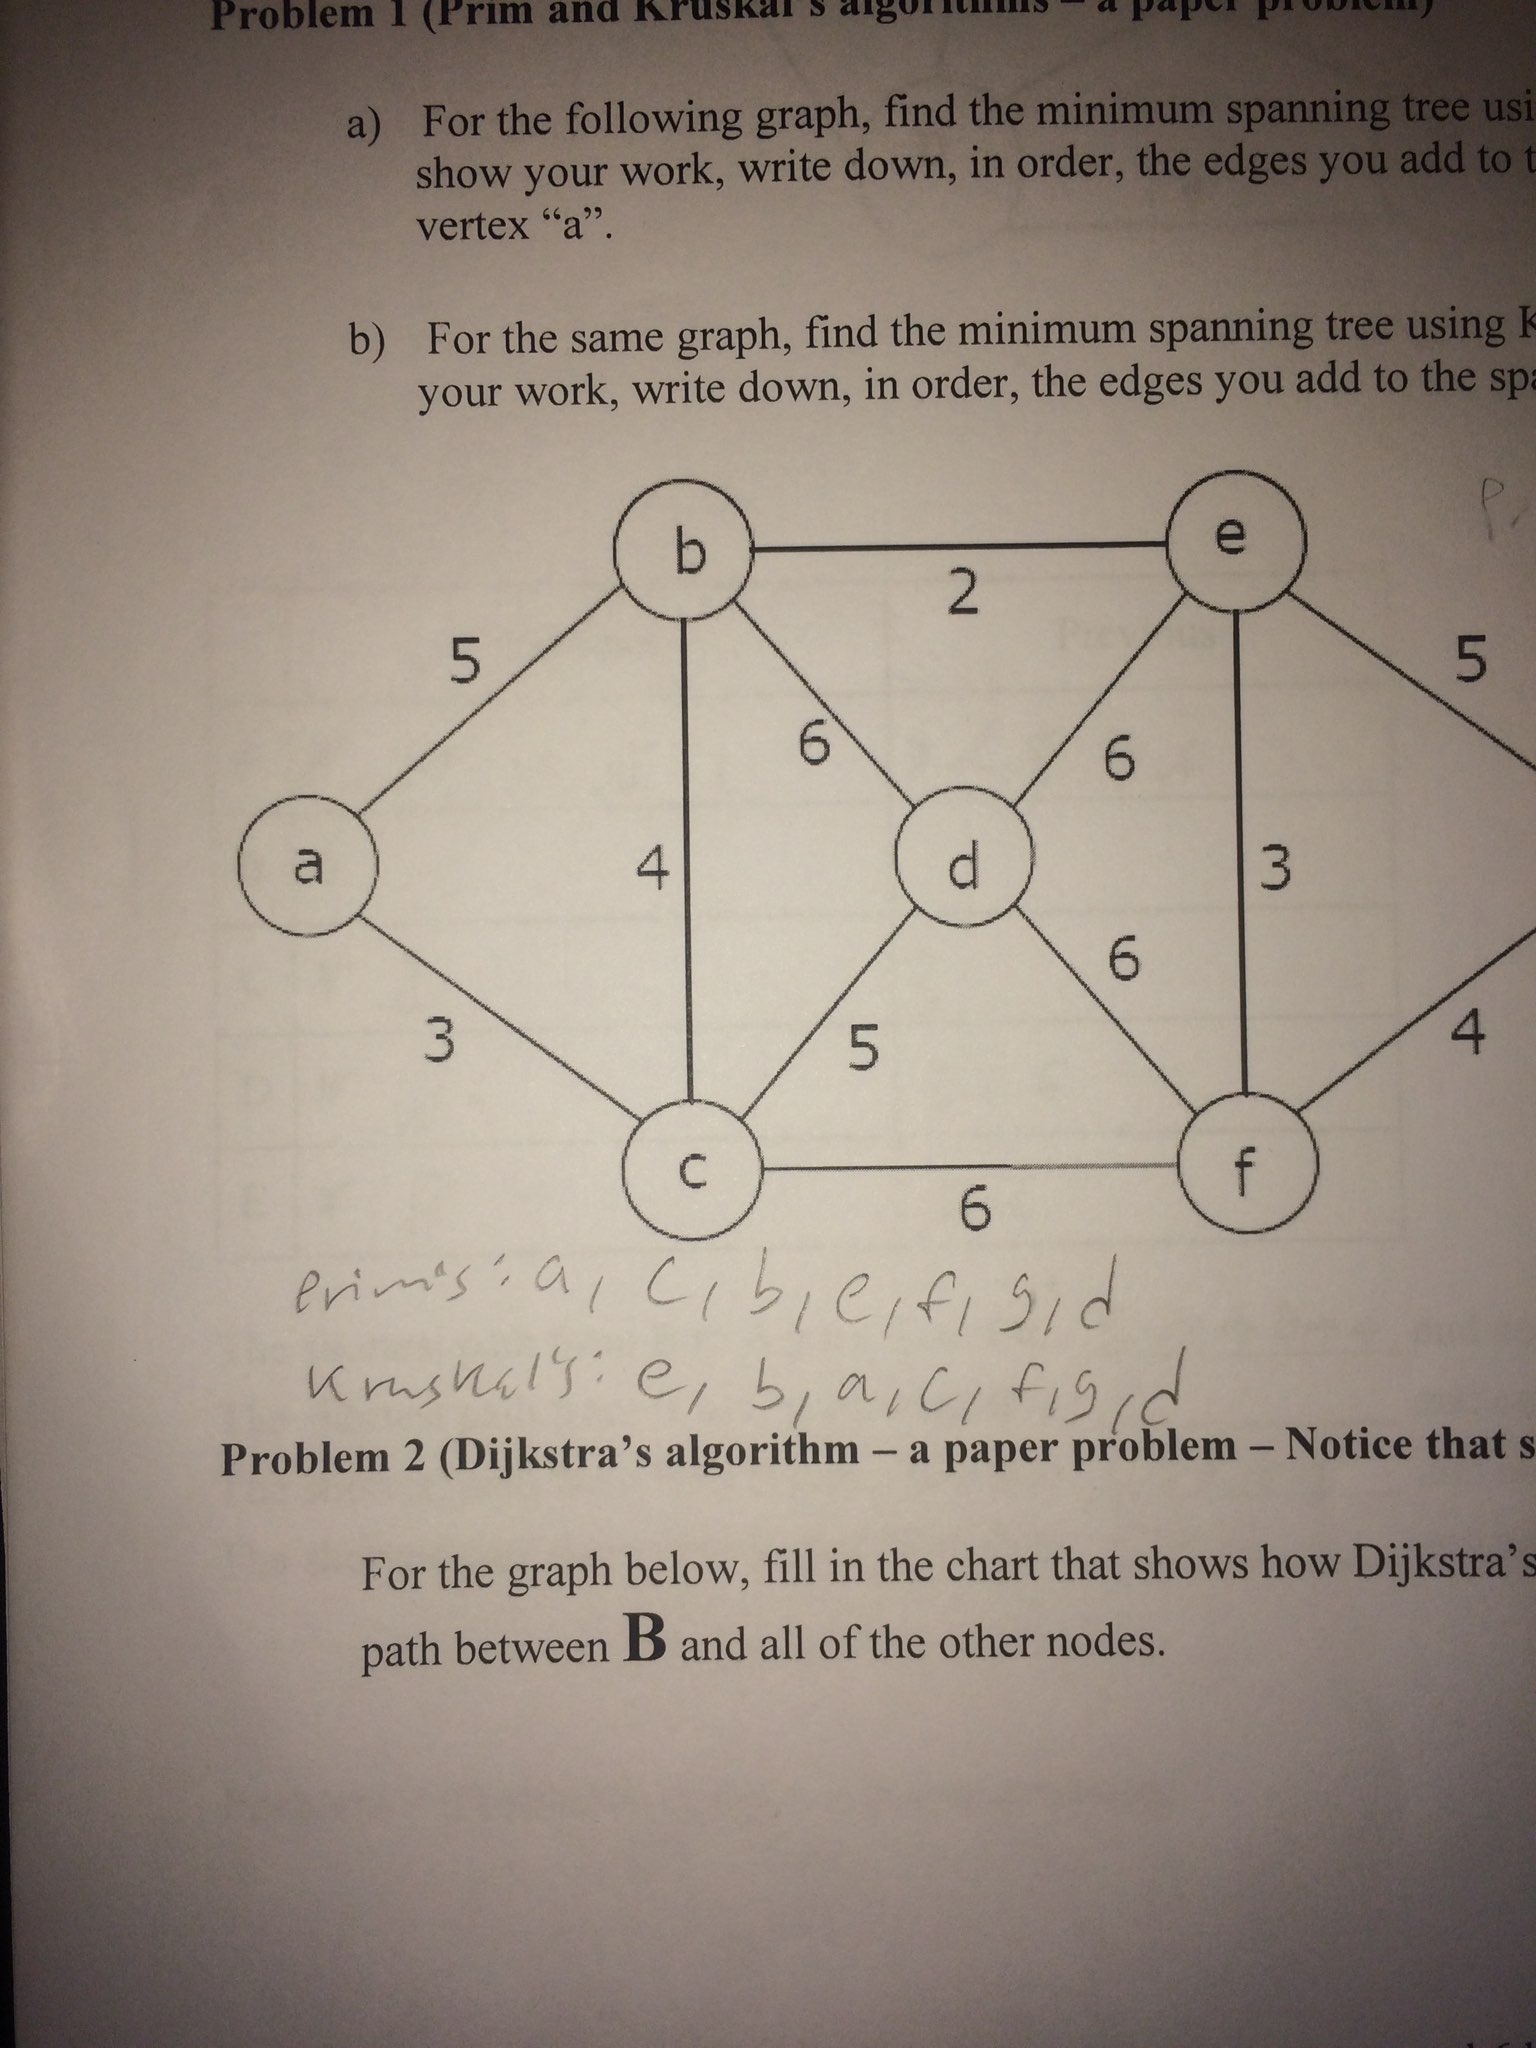 Problem 1 (Prim and Kruskal's algorithms – a paper problem)
a) For the following graph, find the minimum spanning tree usi
show your work, write down, in order, the edges you add to t
vertex “a”.
b) For the same graph, find the minimum spanning tree using K
your work, write down, in order, the edges you add to the spa
b
e
2
5
5
6
6
a
4
d
3
6
3
5
4
c
f
6
Prim's: a, c, b, e, f, g, d
Kruskal's: e, b, a, c, f, g, d
Problem 2 (Dijkstra’s algorithm – a paper problem – Notice that s
For the graph below, fill in the chart that shows how Dijkstra’s
path between B and all of the other nodes.